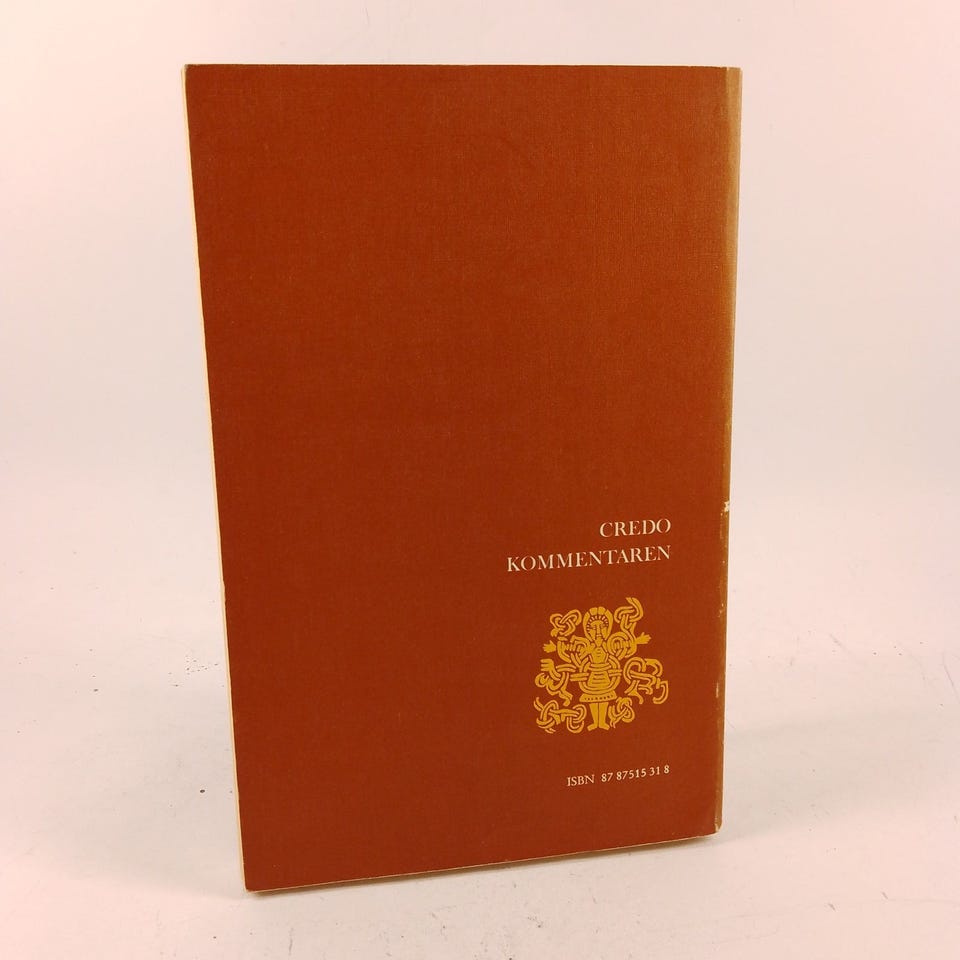 CREDO
KOMMENTAREN
ISBN 87 87515 31 8